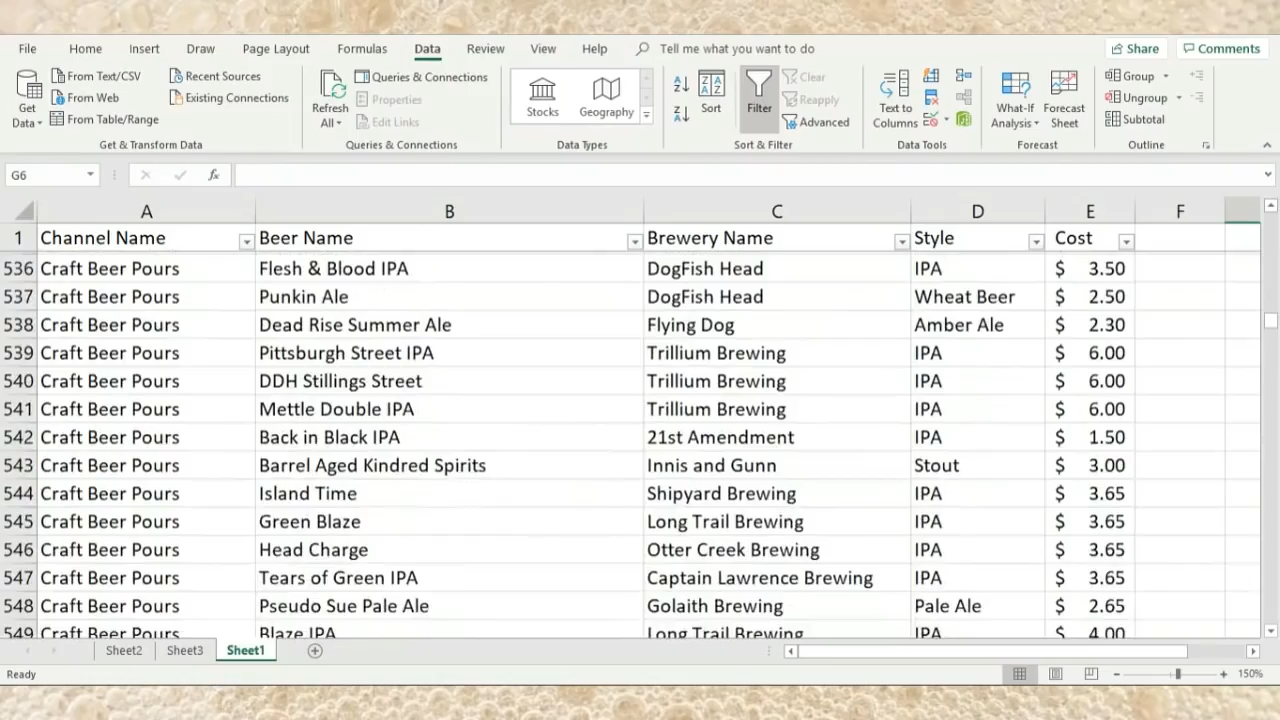 File Home Insert Draw Page Layout Formulas Data Review View Help Tell me what you want to do Share Comments
Get Data
From Text/CSV
From Web
From Table/Range
Recent Sources
Existing Connections
Get & Transform Data
Refresh All
Queries & Connections
Properties
Edit Links
Queries & Connections
Stocks Geography
Data Types
Sort
Filter
Clear
Reapply
Advanced
Sort & Filter
Text to Columns
Data Tools
What-If Analysis
Forecast Sheet
Forecast
Group
Ungroup
Subtotal
Outline
G6 fx
A B C D E F
1 Channel Name Beer Name Brewery Name Style Cost
536 Craft Beer Pours Flesh & Blood IPA DogFish Head IPA $ 3.50
537 Craft Beer Pours Punkin Ale DogFish Head Wheat Beer $ 2.50
538 Craft Beer Pours Dead Rise Summer Ale Flying Dog Amber Ale $ 2.30
539 Craft Beer Pours Pittsburgh Street IPA Trillium Brewing IPA $ 6.00
540 Craft Beer Pours DDH Stillings Street Trillium Brewing IPA $ 6.00
541 Craft Beer Pours Mettle Double IPA Trillium Brewing IPA $ 6.00
542 Craft Beer Pours Back in Black IPA 21st Amendment IPA $ 1.50
543 Craft Beer Pours Barrel Aged Kindred Spirits Innis and Gunn Stout $ 3.00
544 Craft Beer Pours Island Time Shipyard Brewing IPA $ 3.65
545 Craft Beer Pours Green Blaze Long Trail Brewing IPA $ 3.65
546 Craft Beer Pours Head Charge Otter Creek Brewing IPA $ 3.65
547 Craft Beer Pours Tears of Green IPA Captain Lawrence Brewing IPA $ 3.65
548 Craft Beer Pours Pseudo Sue Pale Ale Golaith Brewing Pale Ale $ 2.65
549 Craft Beer Pours Blaze IPA Long Trail Brewing IPA $ 4.00
Sheet2 Sheet3 Sheet1
Ready 150%